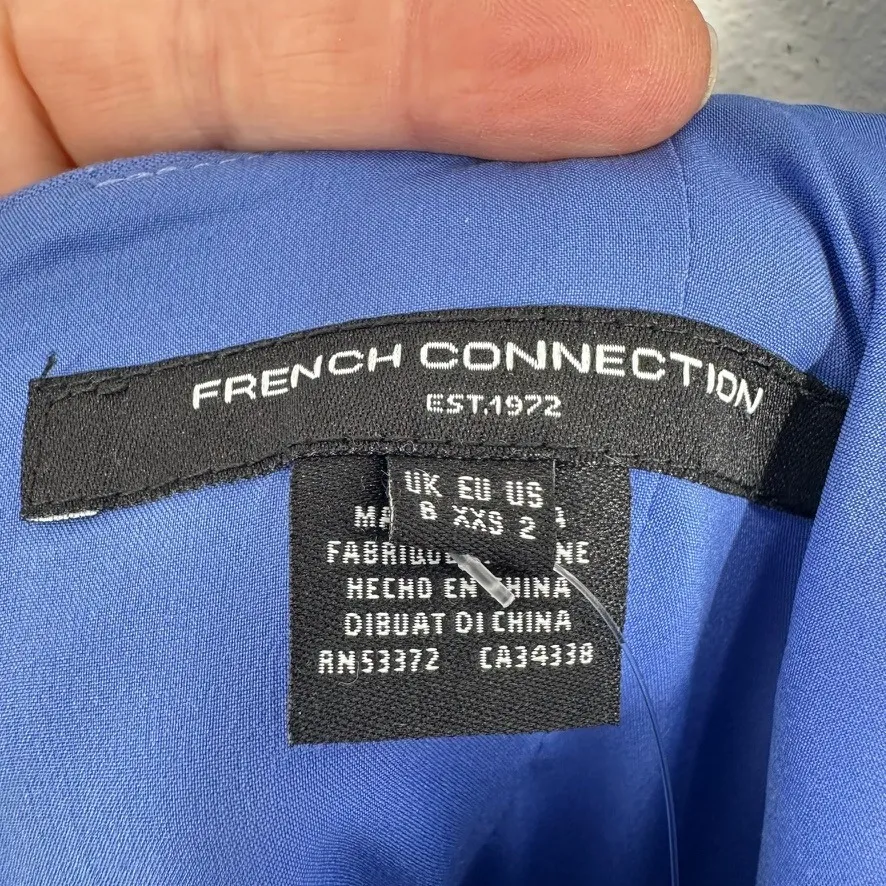 FRENCH CONNECTION
EST.1972
UK EU US
8 XXS 2
HECHO EN CHINA
DIBUAT DI CHINA
RN53372 CA34338